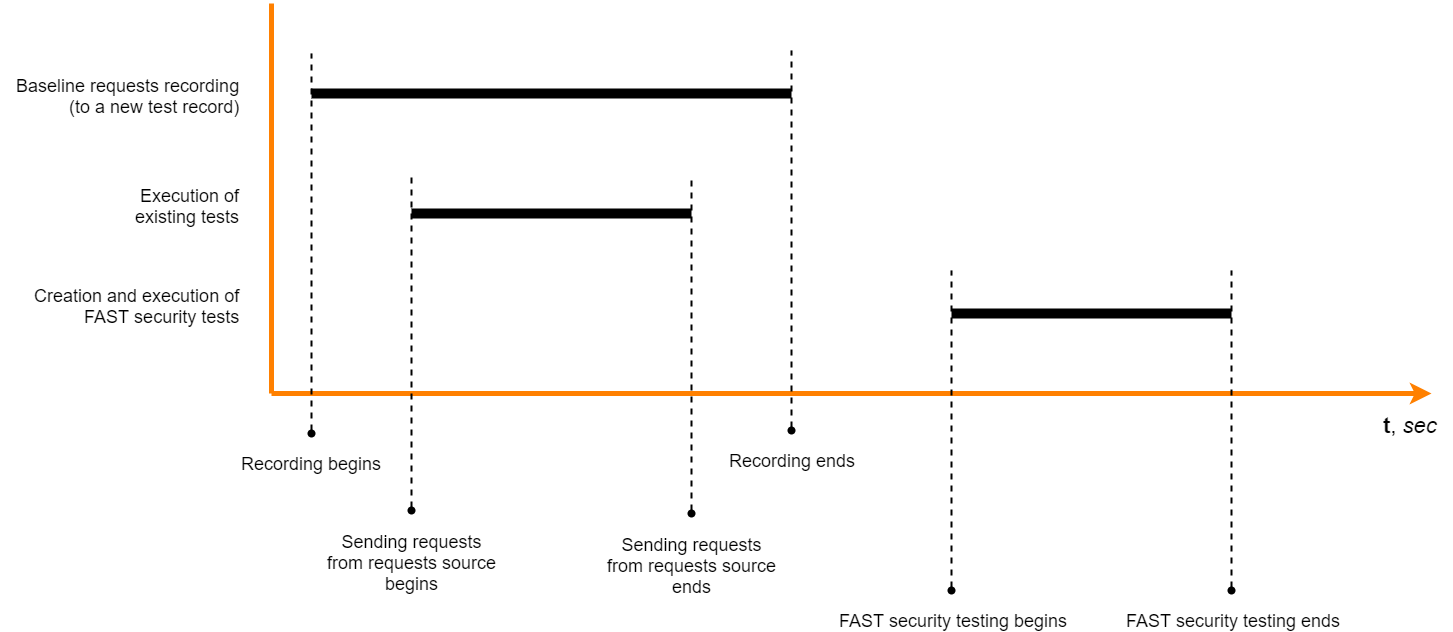 Baseline requests recording
(to a new test record)
Execution of
existing tests
Creation and execution of
FAST security tests
t, sec
Recording begins
Recording ends
Sending requests
from requests source
begins
Sending requests
from requests source
ends
FAST security testing begins
FAST security testing ends